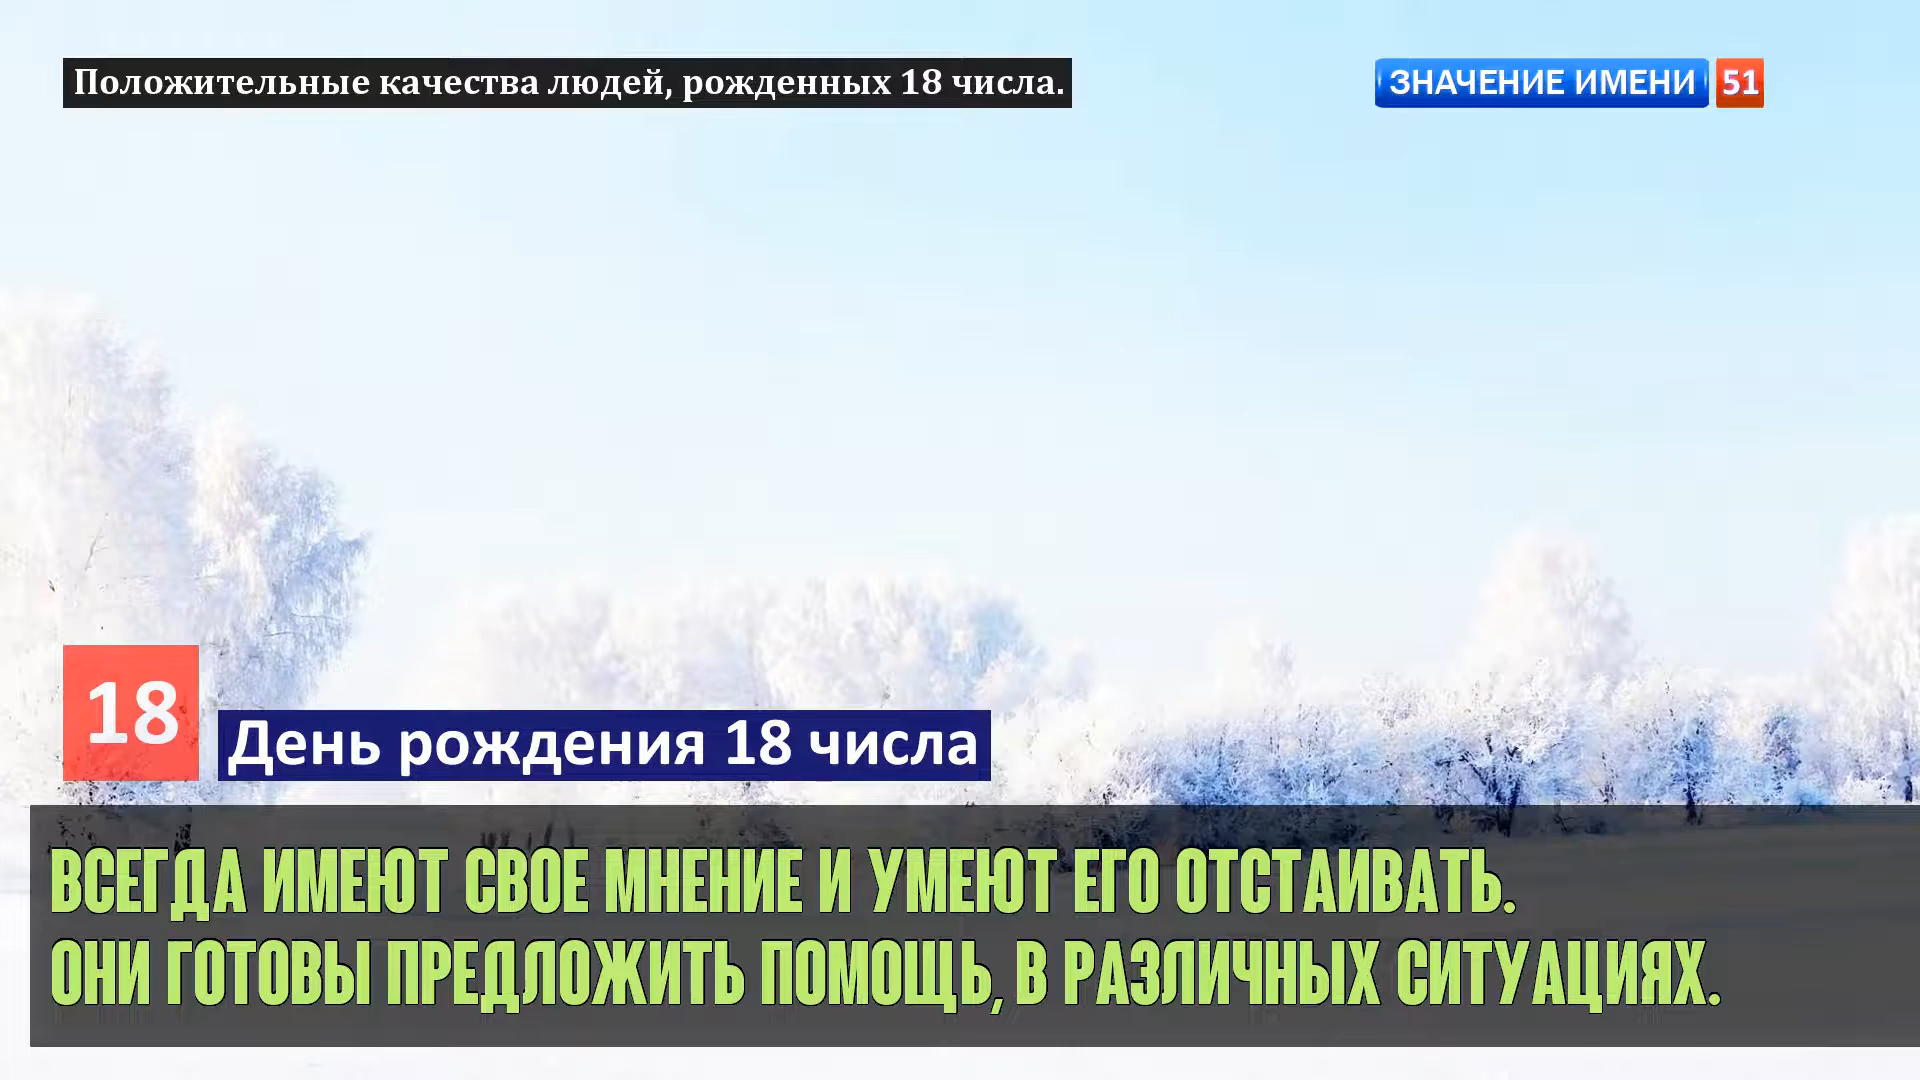 Положительные качества людей, рожденных 18 числа.
ЗНАЧЕНИЕ ИМЕНИ 51
18
День рождения 18 числа
ВСЕГДА ИМЕЮТ СВОЕ МНЕНИЕ И УМЕЮТ ЕГО ОТСТАИВАТЬ.
ОНИ ГОТОВЫ ПРЕДЛОЖИТЬ ПОМОЩЬ, В РАЗЛИЧНЫХ СИТУАЦИЯХ.